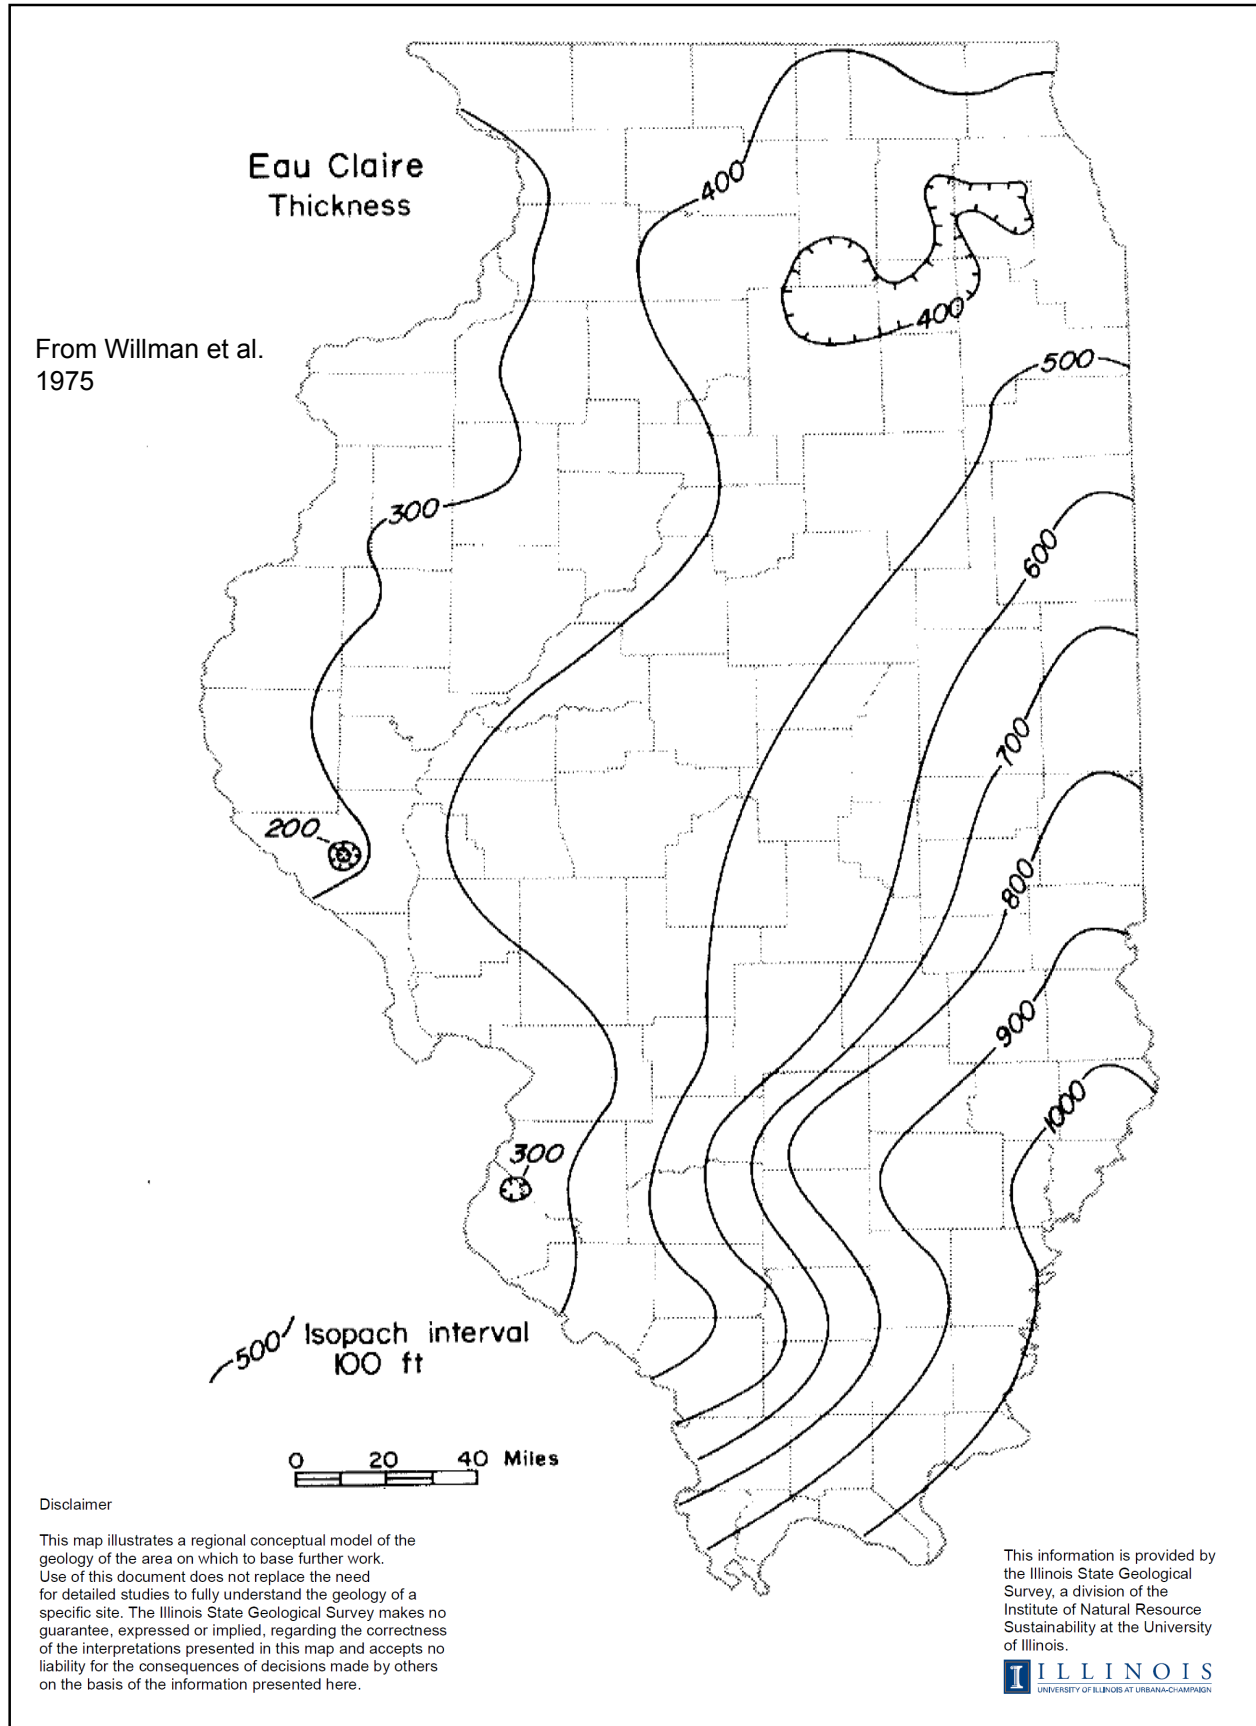 Eau Claire
Thickness
From Willman et al.
1975
400
400
500
300
600
700
200
800
900
1000
300
500
Isopach interval
100 ft
0 20 40 Miles
Disclaimer
This map illustrates a regional conceptual model of the
geology of the area on which to base further work.
Use of this document does not replace the need
for detailed studies to fully understand the geology of a
specific site. The Illinois State Geological Survey makes no
guarantee, expressed or implied, regarding the correctness
of the interpretations presented in this map and accepts no
liability for the consequences of decisions made by others
on the basis of the information presented here.
This information is provided by
the Illinois State Geological
Survey, a division of the
Institute of Natural Resource
Sustainability at the University
of Illinois.
I ILLINOIS
UNIVERSITY OF ILLINOIS AT URBANA-CHAMPAIGN